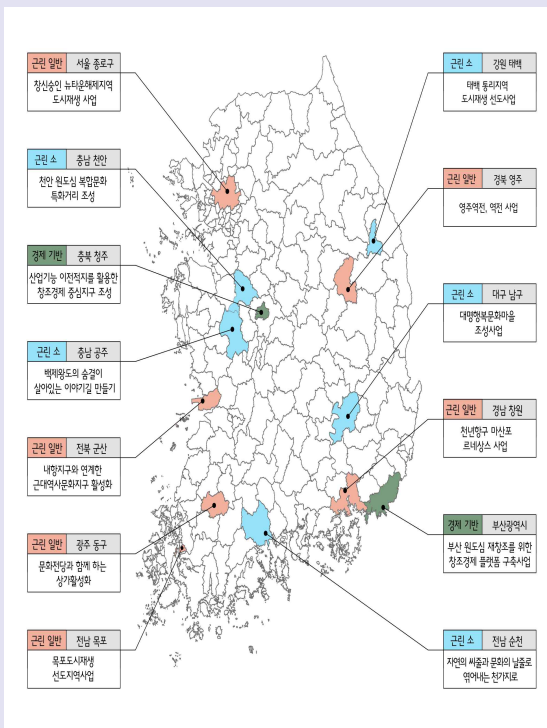 근린 일반 서울 종로구
창신숭인 뉴타운해제지역
도시재생 사업
근린 소 충남 천안
천안 원도심 복합문화
특화거리 조성
경제 기반 충북 청주
산업기능 이전적지를 활용한
창조경제 중심지구 조성
근린 소 충남 공주
백제왕도의 숨결이
살아있는 이야기길 만들기
근린 일반 전북 군산
내항지구와 연계한
근대역사문화지구 활성화
근린 일반 광주 동구
문화전당과 함께 하는
상가활성화
근린 일반 전남 목포
목포도시재생
선도지역사업
근린 소 강원 태백
태백 통리지역
도시재생 선도사업
근린 일반 경북 영주
영주역전, 역전 사업
근린 소 대구 남구
대명행복문화마을
조성사업
근린 일반 경남 창원
천년항구 마산포
르네상스 사업
경제 기반 부산광역시
부산 원도심 재창조를 위한
창조경제 플랫폼 구축사업
근린 소 전남 순천
자연의 씨줄과 문화의 날줄로
엮어내는 천가지로